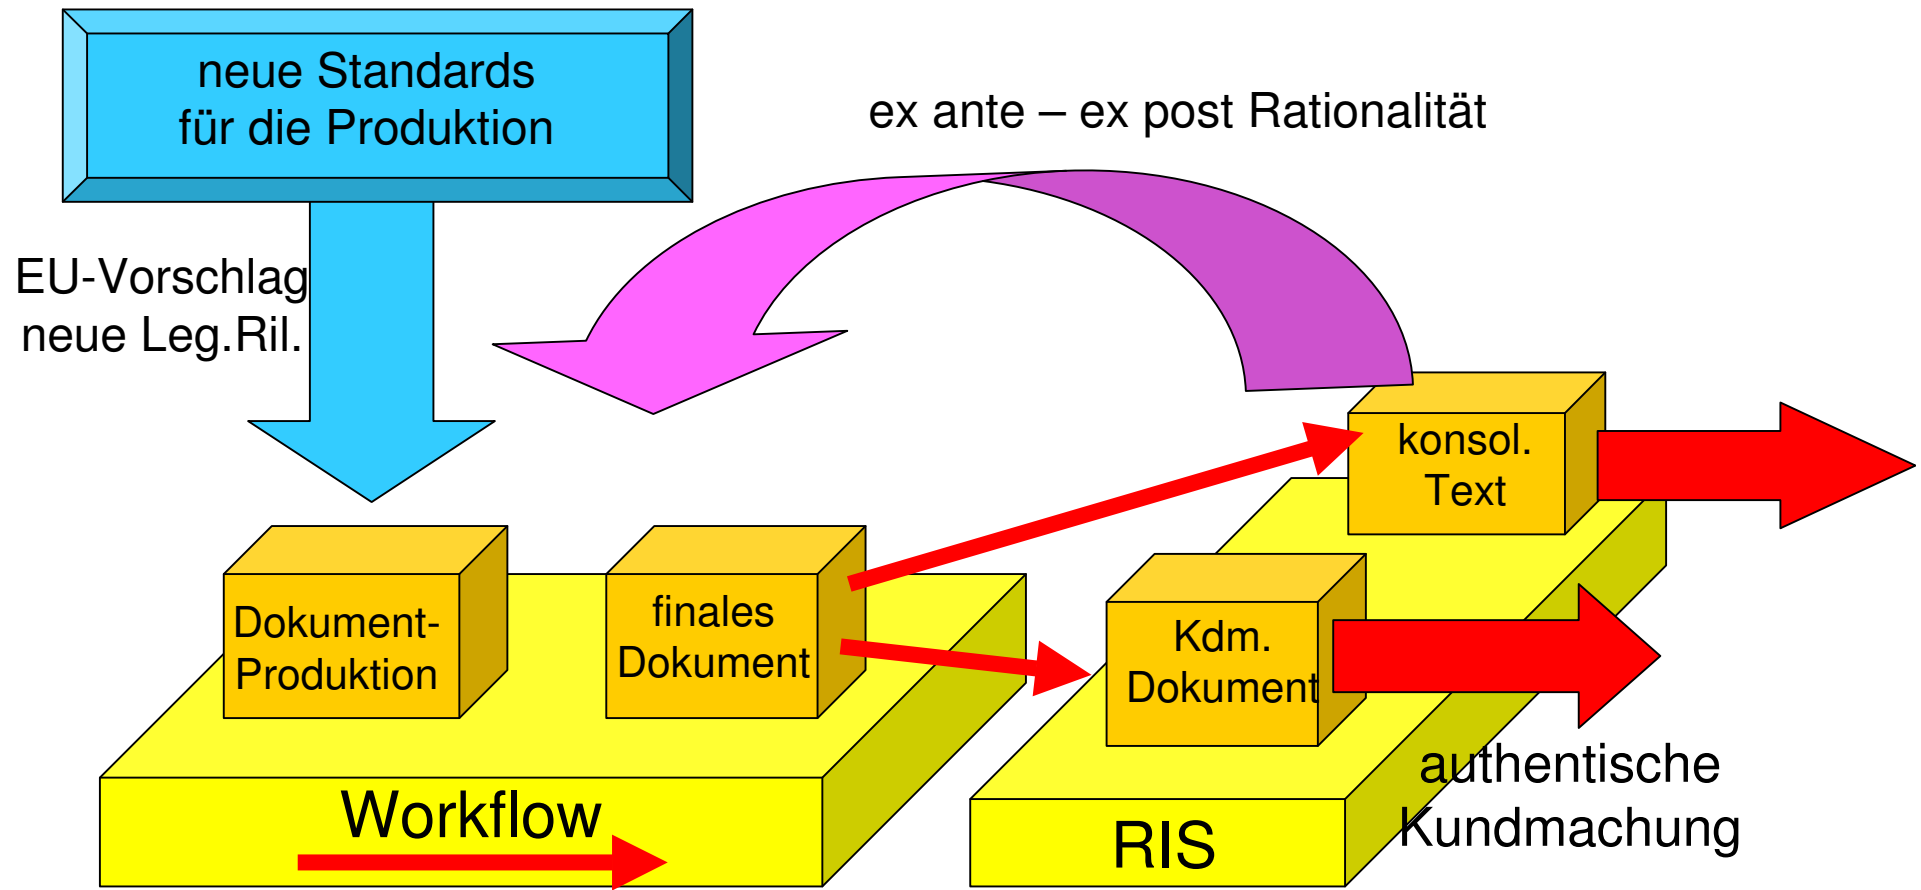 neue Standards
für die Produktion
ex ante – ex post Rationalität
EU-Vorschlag
neue Leg.Ril.
konsol.
Text
Dokument-
Produktion
finales
Dokument
Kdm.
Dokument
authentische
Kundmachung
Workflow
RIS